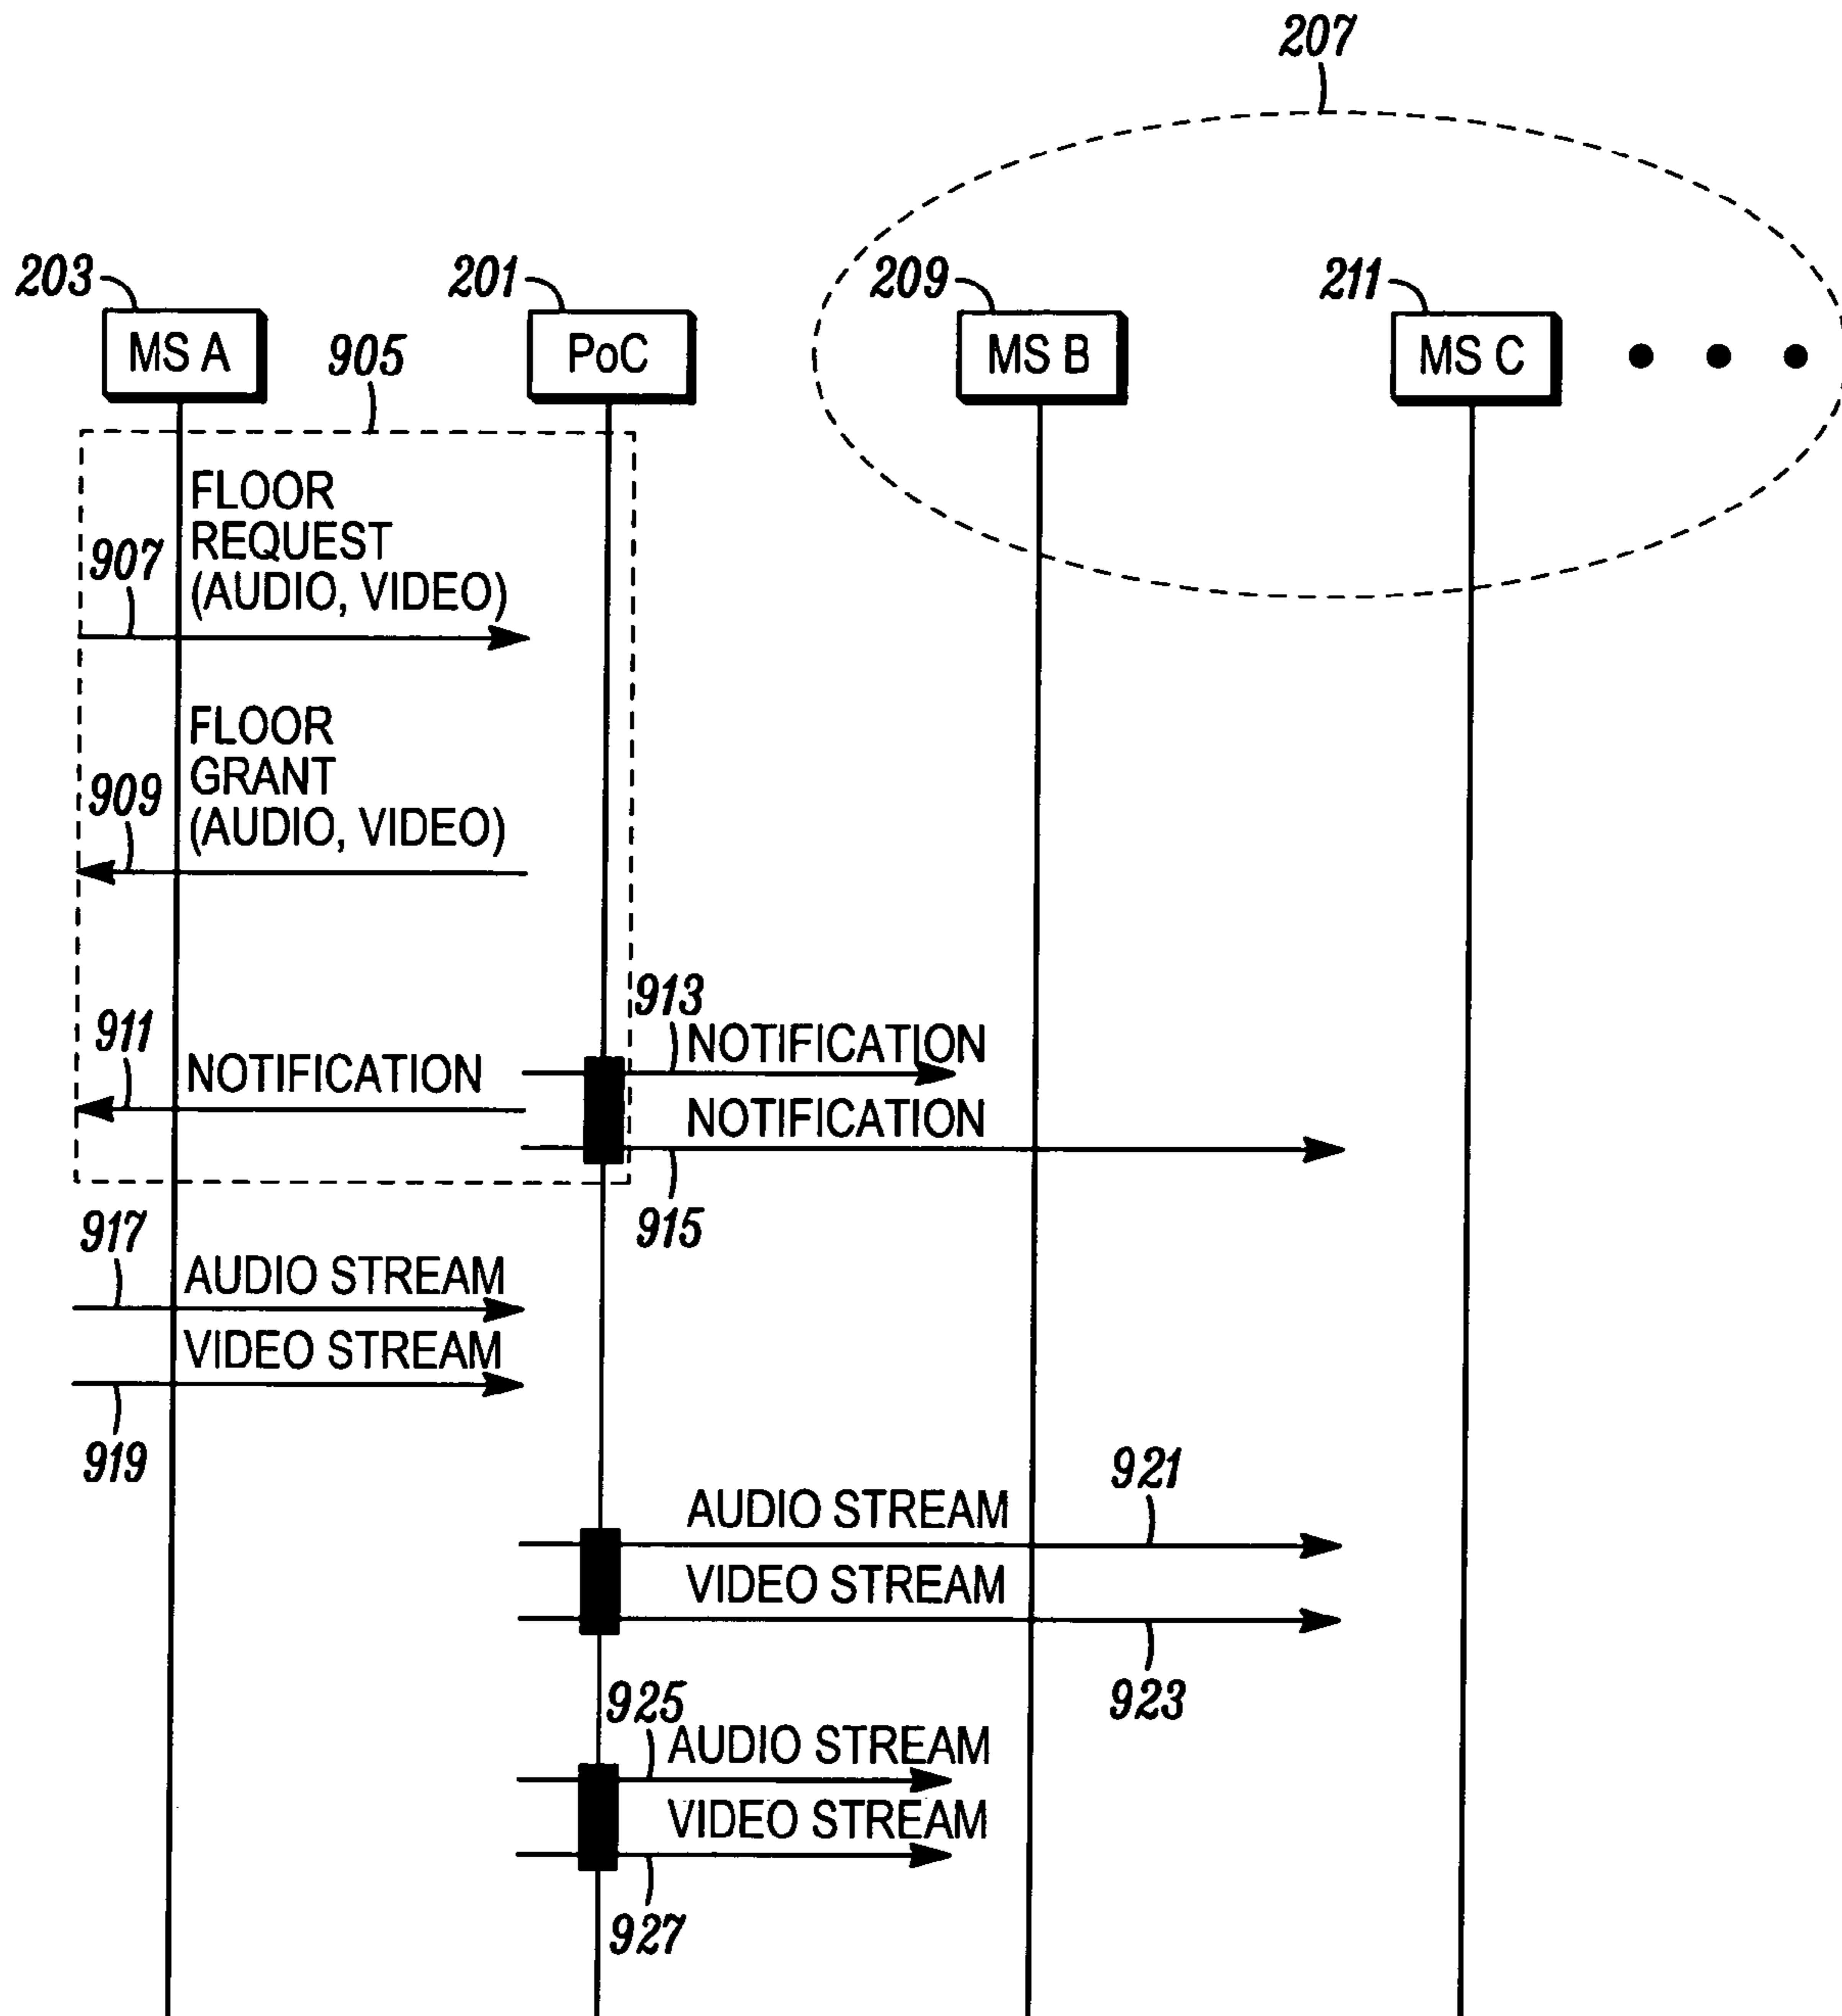 207
203
201
209
211
MS A
905
PoC
MS B
MS C
FLOOR
REQUEST
907
(AUDIO, VIDEO)
FLOOR
GRANT
909
(AUDIO, VIDEO)
913
911
NOTIFICATION
NOTIFICATION
NOTIFICATION
915
917
AUDIO STREAM
VIDEO STREAM
919
921
AUDIO STREAM
VIDEO STREAM
923
925
AUDIO STREAM
VIDEO STREAM
927